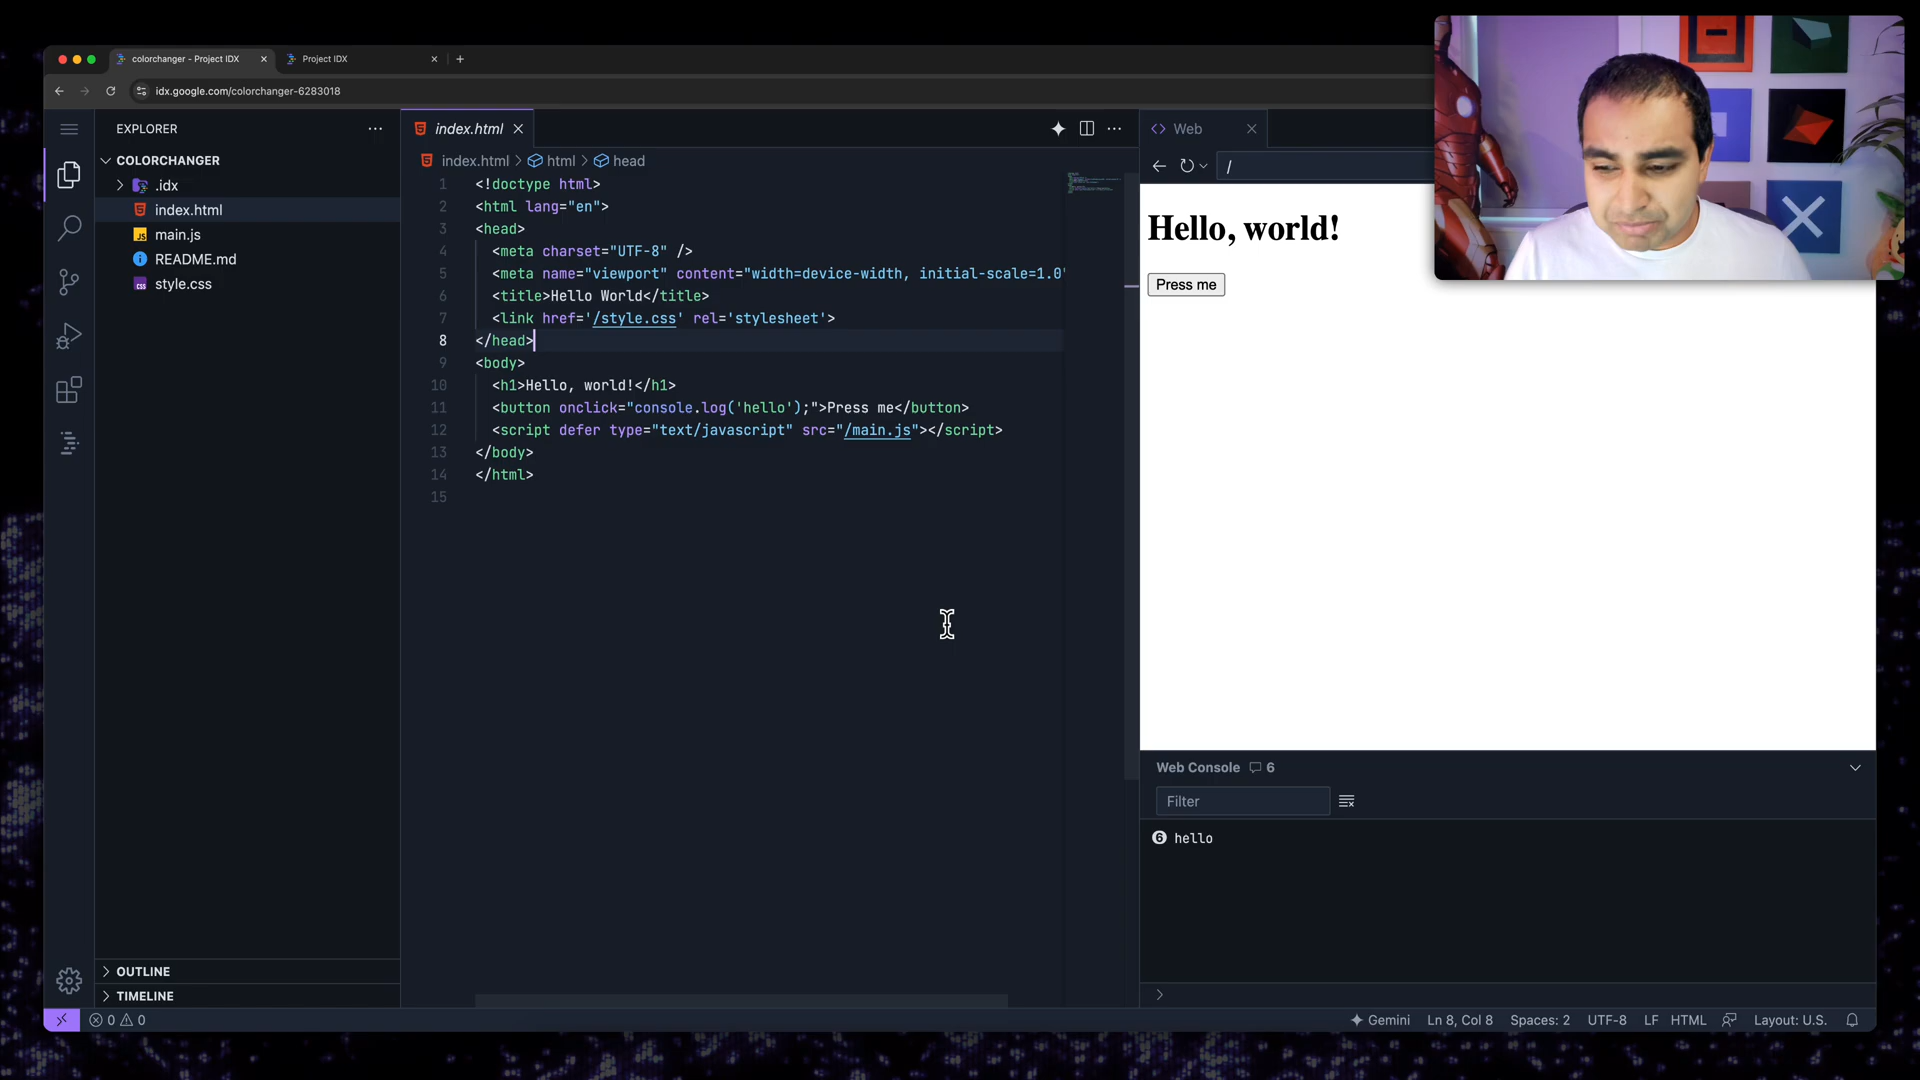 colorchanger - Project IDX
Project IDX
idx.google.com/colorchanger-6283018
EXPLORER
COLORCHANGER
.idx
index.html
main.js
README.md
style.css
OUTLINE
TIMELINE
index.html
index.html > html > head
1 <!doctype html>
2 <html lang="en">
3 <head>
4 <meta charset="UTF-8" />
5 <meta name="viewport" content="width=device-width, initial-scale=1.0"
6 <title>Hello World</title>
7 <link href='/style.css' rel='stylesheet'>
8 </head>
9 <body>
10 <h1>Hello, world!</h1>
11 <button onclick="console.log('hello');">Press me</button>
12 <script defer type="text/javascript" src="/main.js"></script>
13 </body>
14 </html>
15
Web
/
Hello, world!
Press me
Web Console 6
Filter
6 hello
0 0
Gemini
Ln 8, Col 8
Spaces: 2
UTF-8
LF
HTML
Layout: U.S.